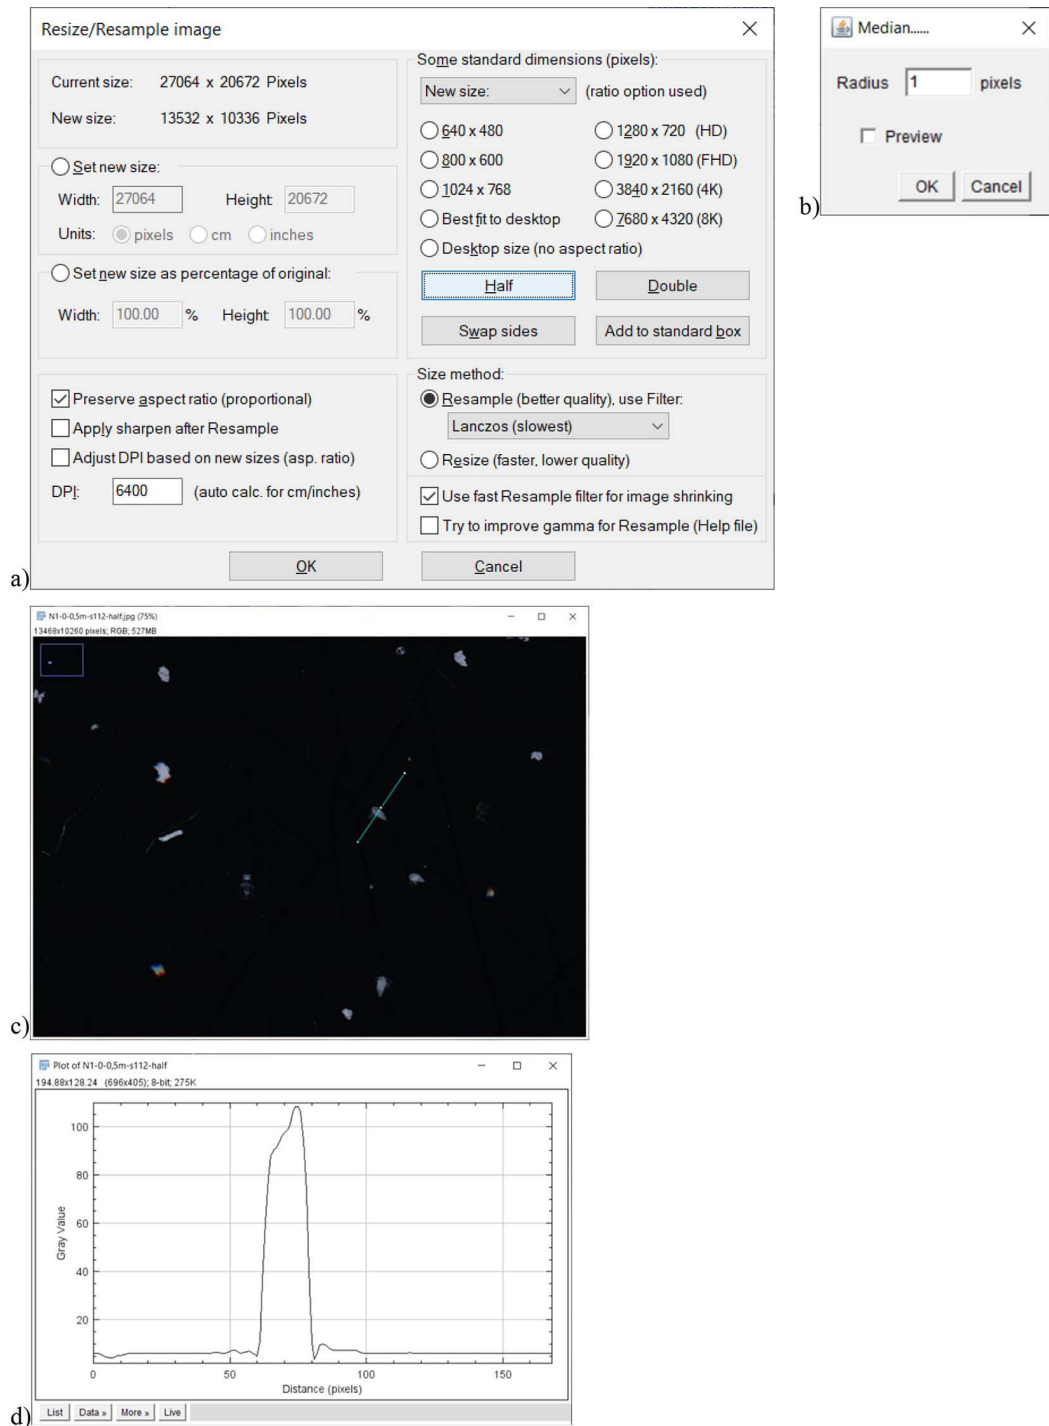 Resize/Resample image
Current size: 27064 x 20672 Pixels
New size: 13532 x 10336 Pixels
Set new size:
Width: 27064 Height: 20672
Units: pixels cm inches
Set new size as percentage of original:
Width: 100.00 % Height: 100.00 %
Preserve aspect ratio (proportional)
Apply sharpen after Resample
Adjust DPI based on new sizes (asp. ratio)
DPI: 6400 (auto calc. for cm/inches)
Some standard dimensions (pixels):
New size: (ratio option used)
640 x 480 1280 x 720 (HD)
800 x 600 1920 x 1080 (FHD)
1024 x 768 3840 x 2160 (4K)
Best fit to desktop 7680 x 4320 (8K)
Desktop size (no aspect ratio)
Half Double
Swap sides Add to standard box
Size method:
Resample (better quality), use Filter:
Lanczos (slowest)
Resize (faster, lower quality)
Use fast Resample filter for image shrinking
Try to improve gamma for Resample (Help file)
OK Cancel
a)
Median......
Radius 1 pixels
Preview
OK Cancel
b)
N1-0-0,5m-s112-half.jpg (75%)
13468x10260 pixels; RGB; 527MB
c)
Plot of N1-0-0,5m-s112-half
194.88x128.24 (696x405); 8-bit; 275K
100
80
60
40
20
Gray Value
0 50 100 150
Distance (pixels)
List Data » More » Live
d)